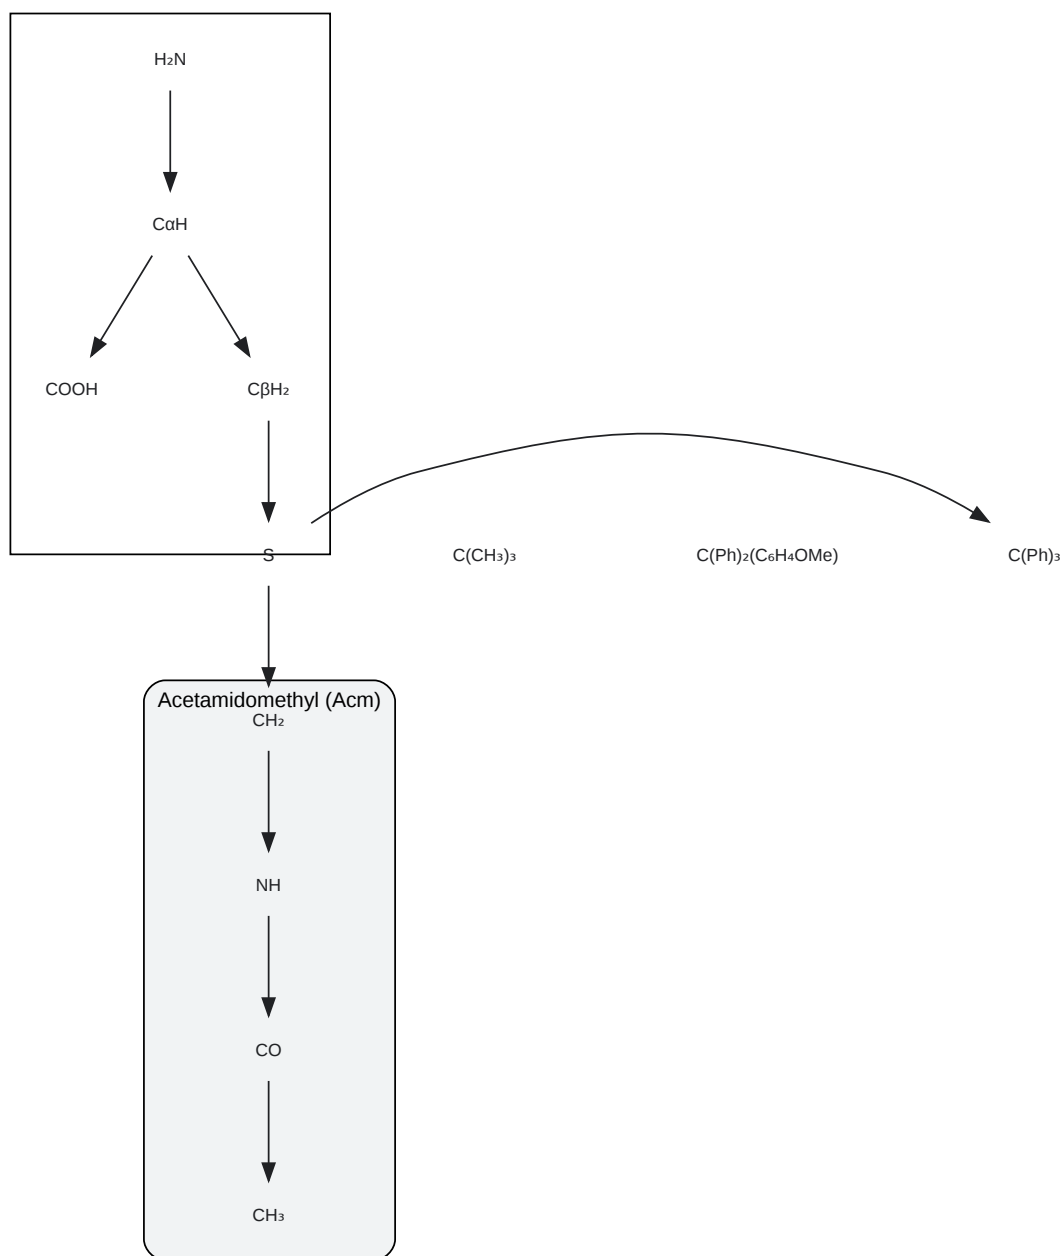 H₂N
CαH
COOH
CβH₂
S
C(CH₃)₃
C(Ph)₂(C₆H₄OMe)
C(Ph)₃
Acetamidomethyl (Acm)
CH₂
NH
CO
CH₃